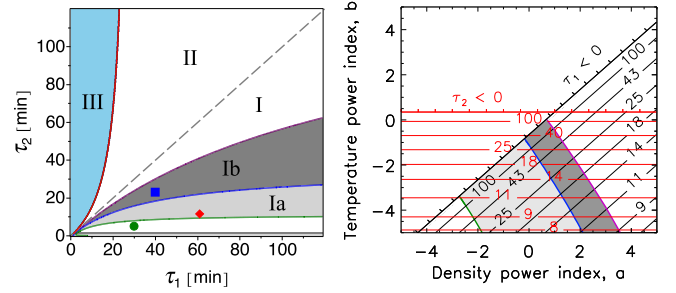 120
100
80
60
40
20
0
τ₂ [min]
III
II
I
Ib
Ia
0 20 40 60 80 100
τ₁ [min]
Temperature power index, b
4
2
0
−2
−4
τ₁ < 0
τ₂ < 0
100
43
25
18
14
11
9
100
40
25
18
14
11
9
8
100
43
25
−4 −2 0 2 4
Density power index, a